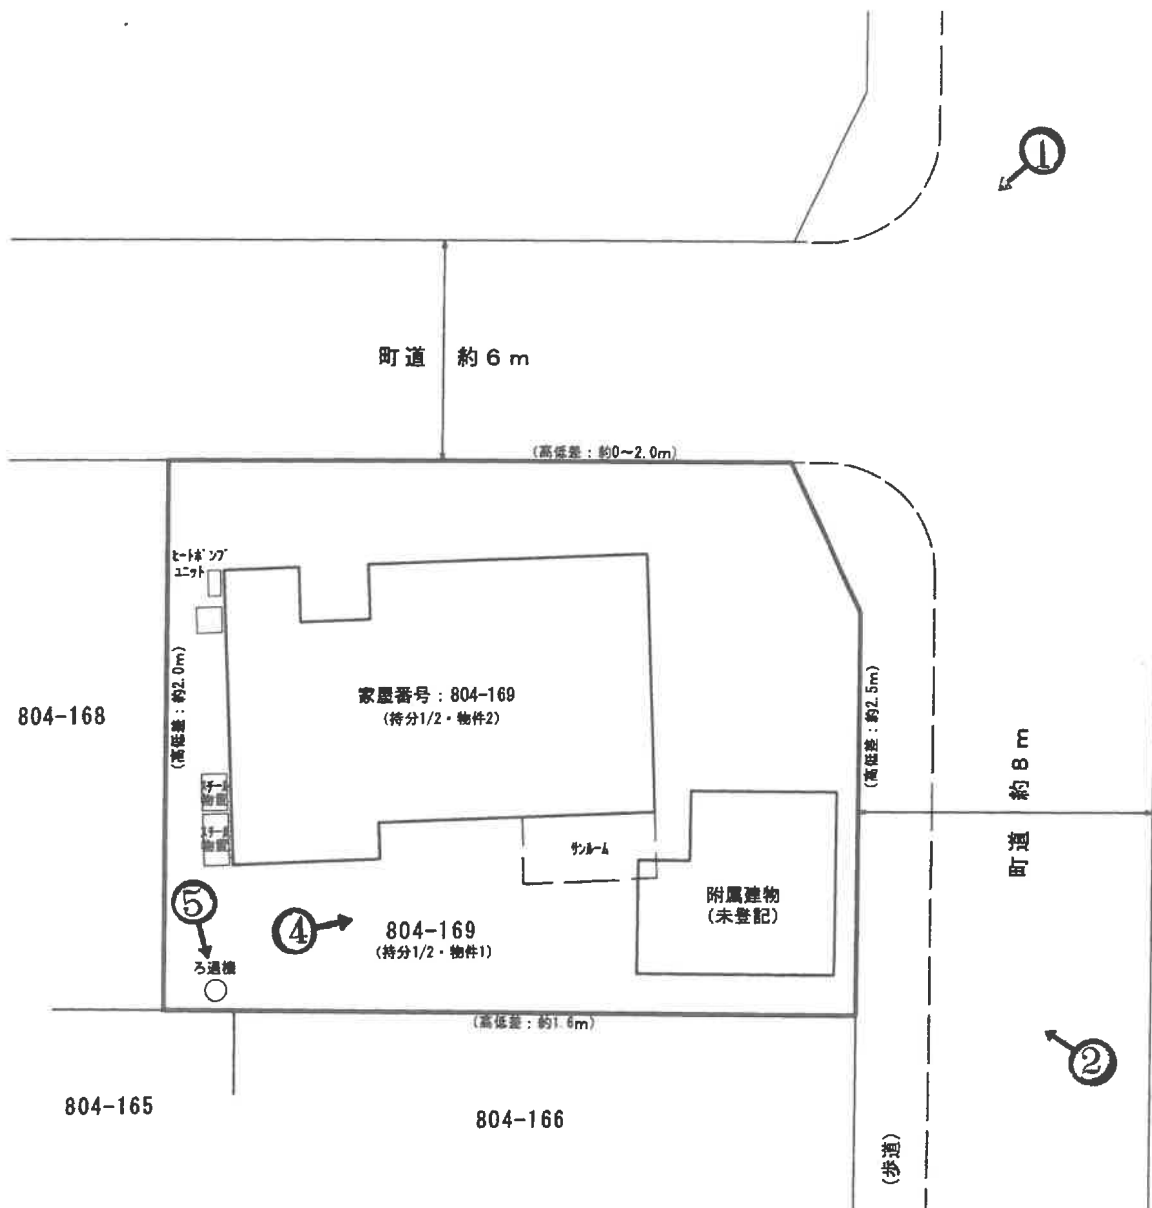 ①
町道 約6m
(高低差：約0～2.0m)
ヒートポンプ
ユニット
(高低差：約2.0m)
家屋番号：804-169
(持分1/2・物件2)
804-168
(高低差：約2.5m)
町道 約8m
スチール
物置
スチール
物置
サンルーム
附属建物
(未登記)
⑤
④
804-169
(持分1/2・物件1)
ろ過機
(高低差：約1.6m)
②
804-165
804-166
(歩道)